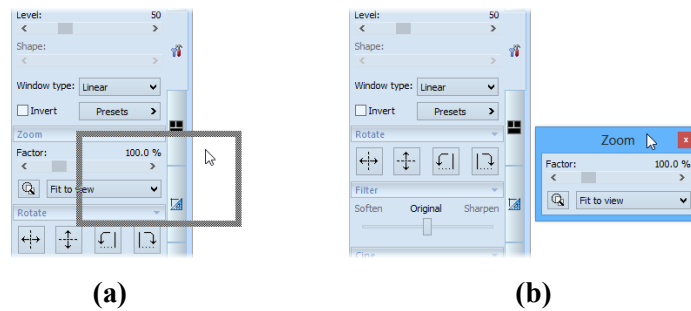 Level: 50
Shape:
Window type: Linear
Invert Presets
Zoom
Factor: 100.0 %
Fit to view
Rotate
(a)
Level: 50
Shape:
Window type: Linear
Invert Presets
Rotate
Filter
Soften Original Sharpen
Cine
Zoom x
Factor: 100.0 %
Fit to view
(b)